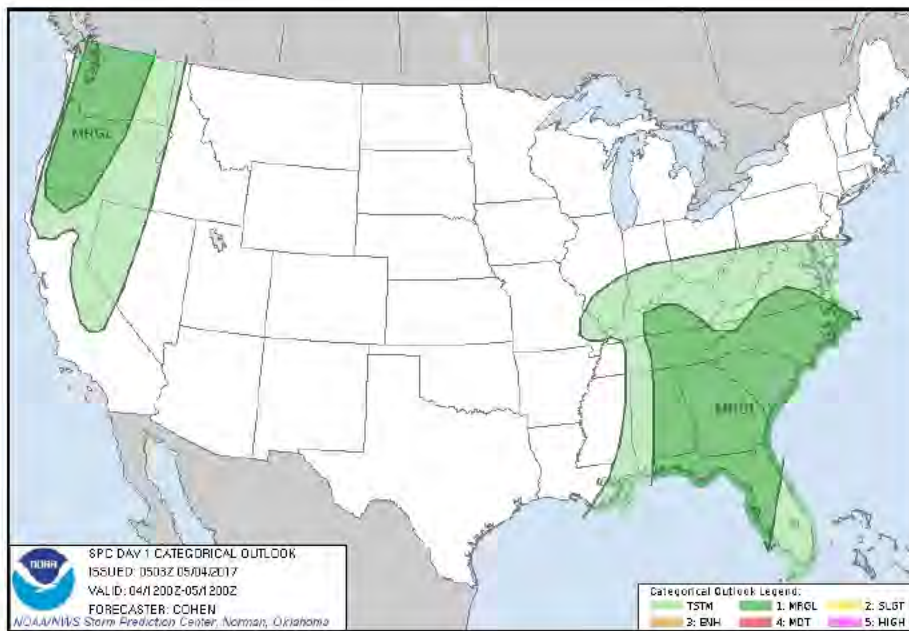 MRGL
MRGL
SPC DAY 1 CATEGORICAL OUTLOOK
ISSUED: 0503Z 05/04/2017
VALID: 04/1200Z-05/1200Z
FORECASTER: COHEN
NOAA/NWS Storm Prediction Center, Norman, Oklahoma
NOAA
Categorical Outlook Legend:
TSTM 1: MRGL 2: SLGT
3: ENH 4: MDT 5: HIGH